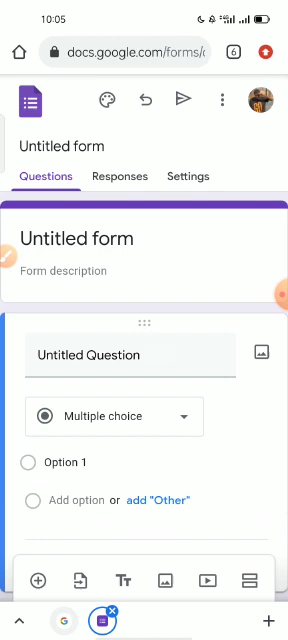 10:05
docs.google.com/forms/
6
Untitled form
Questions Responses Settings
Untitled form
Form description
Untitled Question
Multiple choice
Option 1
Add option or add "Other"
Tt
G